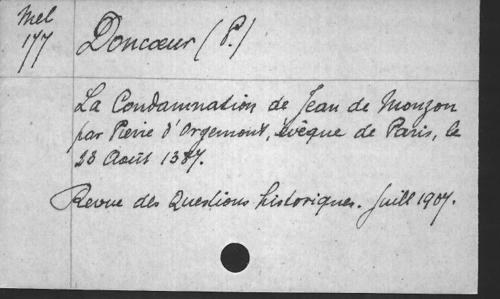 Mel
177
Doncœur (P.)
La Condamnation de Jean de Monzon
par Pierre d'Orgemont, évêque de Paris, le
23 Août 1387.
Revue des Questions historiques. Juill 1907.